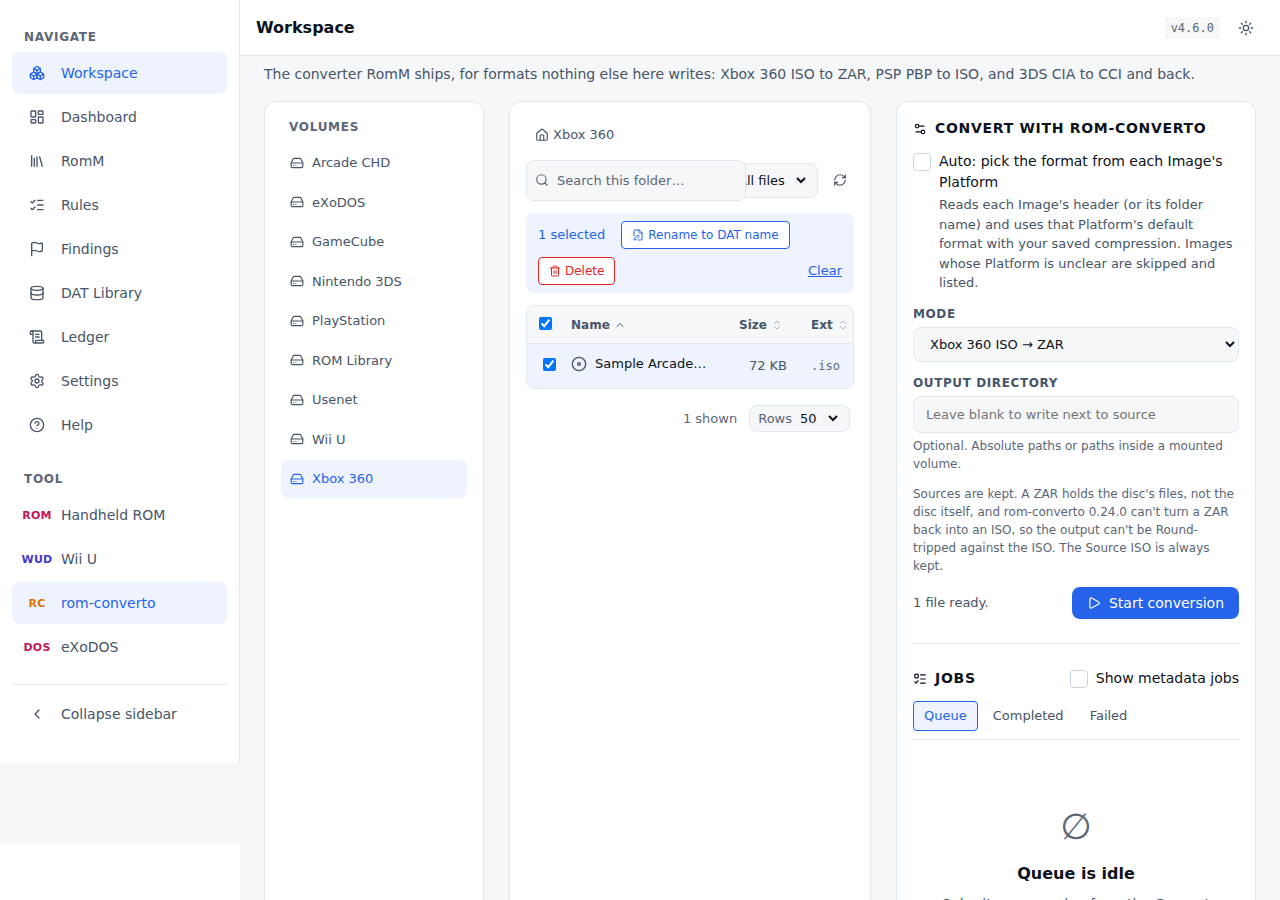 NAVIGATE
Workspace
Dashboard
RomM
Rules
Findings
DAT Library
Ledger
Settings
Help
TOOL
ROM Handheld ROM
WUD Wii U
RC rom-converto
DOS eXoDOS
Collapse sidebar
Workspace
v4.6.0
The converter RomM ships, for formats nothing else here writes: Xbox 360 ISO to ZAR, PSP PBP to ISO, and 3DS CIA to CCI and back.
VOLUMES
Arcade CHD
eXoDOS
GameCube
Nintendo 3DS
PlayStation
ROM Library
Usenet
Wii U
Xbox 360
Xbox 360
Search this folder…
ll files
1 selected
Rename to DAT name
Delete
Clear
Name Size Ext
Sample Arcade… 72 KB .iso
1 shown Rows 50
CONVERT WITH ROM-CONVERTO
Auto: pick the format from each Image's
Platform
Reads each Image's header (or its folder
name) and uses that Platform's default
format with your saved compression. Images
whose Platform is unclear are skipped and
listed.
MODE
Xbox 360 ISO → ZAR
OUTPUT DIRECTORY
Leave blank to write next to source
Optional. Absolute paths or paths inside a mounted
volume.
Sources are kept. A ZAR holds the disc's files, not the
disc itself, and rom-converto 0.24.0 can't turn a ZAR
back into an ISO, so the output can't be Round-
tripped against the ISO. The Source ISO is always
kept.
1 file ready.
Start conversion
JOBS
Show metadata jobs
Queue Completed Failed
Queue is idle